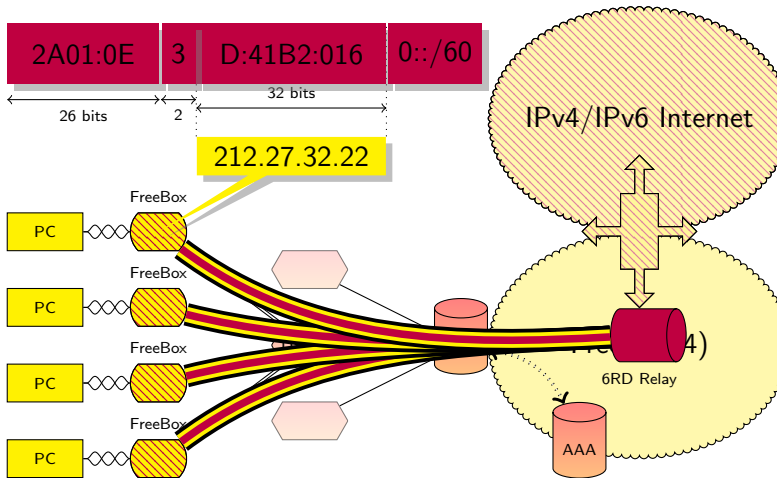 2A01:0E 3 D:41B2:016 0::/60
26 bits 2 32 bits
212.27.32.22
IPv4/IPv6 Internet
FreeBox
PC
FreeBox
PC
FreeBox
PC
FreeBox
PC
4)
6RD Relay
AAA